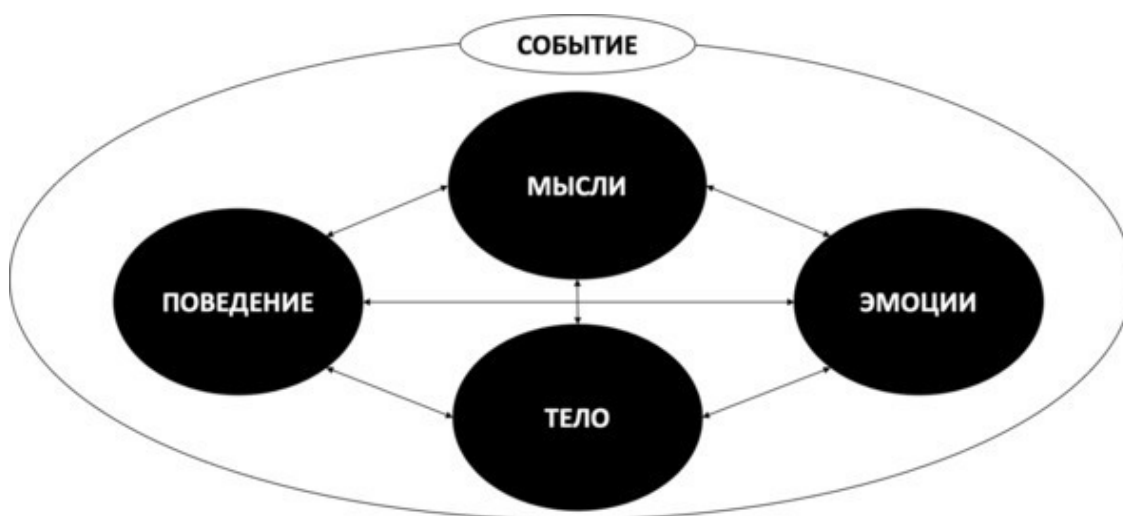 СОБЫТИЕ
МЫСЛИ
ПОВЕДЕНИЕ
ЭМОЦИИ
ТЕЛО